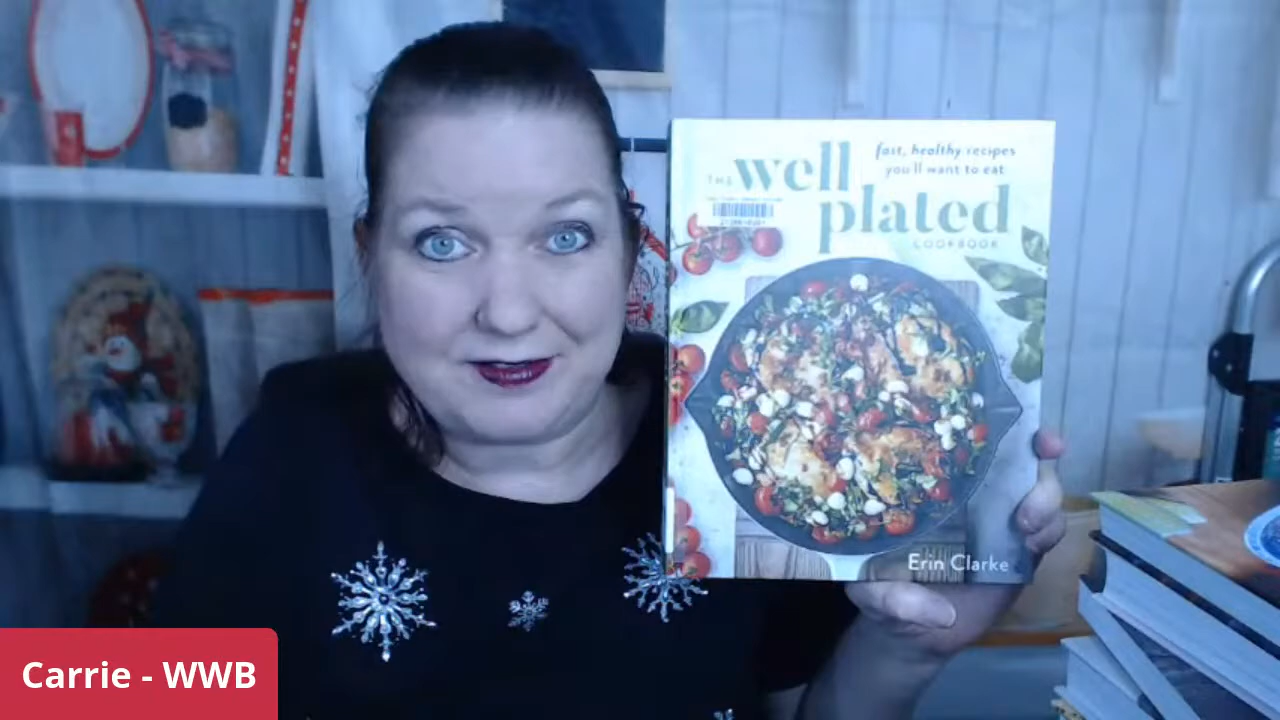 THE well
plated
COOKBOOK
fast, healthy recipes
you'll want to eat
Erin Clarke
Carrie - WWB